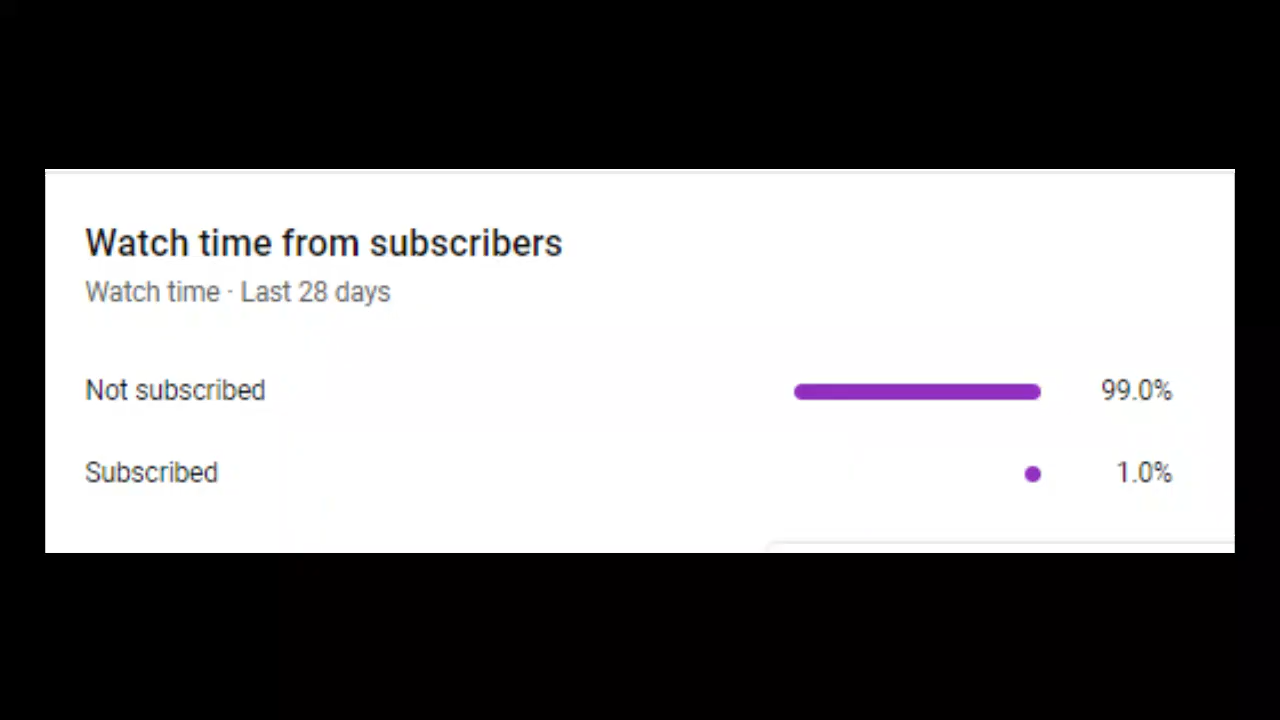 Watch time from subscribers
Watch time · Last 28 days
Not subscribed 99.0%
Subscribed 1.0%